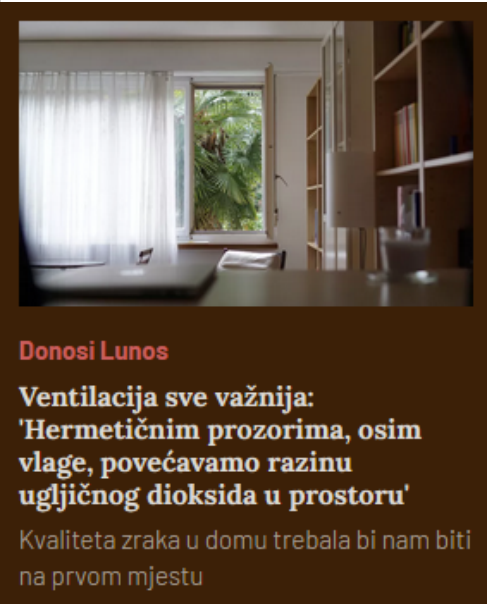 Donosi Lunos
Ventilacija sve važnija:
'Hermetičnim prozorima, osim
vlage, povećavamo razinu
ugljičnog dioksida u prostoru'
Kvaliteta zraka u domu trebala bi nam biti
na prvom mjestu